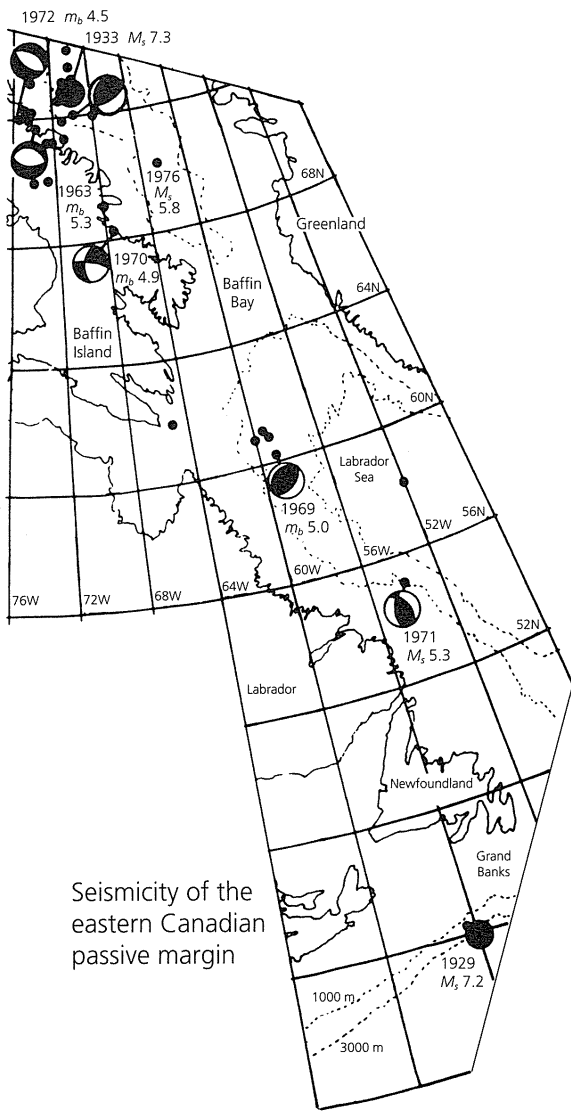 1972 mb 4.5
1933 Ms 7.3
68N
1963
mb
5.3
1976
Ms
5.8
Greenland
1970
mb 4.9
Baffin
Bay
64N
Baffin
Island
60N
Labrador
Sea
1969
mb 5.0
52W
56N
56W
60W
64W
76W
72W
68W
52N
1971
Ms 5.3
Labrador
Newfoundland
Grand
Banks
Seismicity of the
eastern Canadian
passive margin
1929
Ms 7.2
1000 m
3000 m